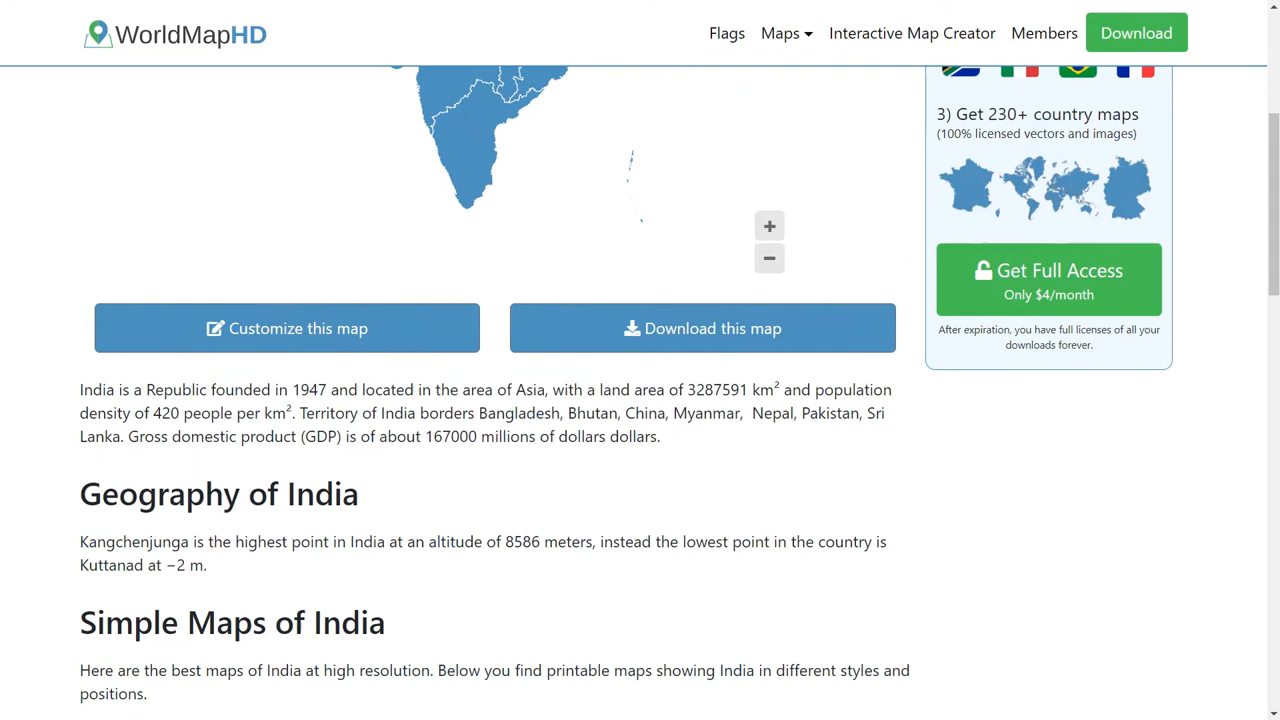 WorldMapHD
Flags Maps Interactive Map Creator Members Download
3) Get 230+ country maps
(100% licensed vectors and images)
+
−
Get Full Access
Only $4/month
After expiration, you have full licenses of all your
downloads forever.
Customize this map Download this map
India is a Republic founded in 1947 and located in the area of Asia, with a land area of 3287591 km² and population
density of 420 people per km². Territory of India borders Bangladesh, Bhutan, China, Myanmar,  Nepal, Pakistan, Sri
Lanka. Gross domestic product (GDP) is of about 167000 millions of dollars dollars.
Geography of India
Kangchenjunga is the highest point in India at an altitude of 8586 meters, instead the lowest point in the country is
Kuttanad at −2 m.
Simple Maps of India
Here are the best maps of India at high resolution. Below you find printable maps showing India in different styles and
positions.